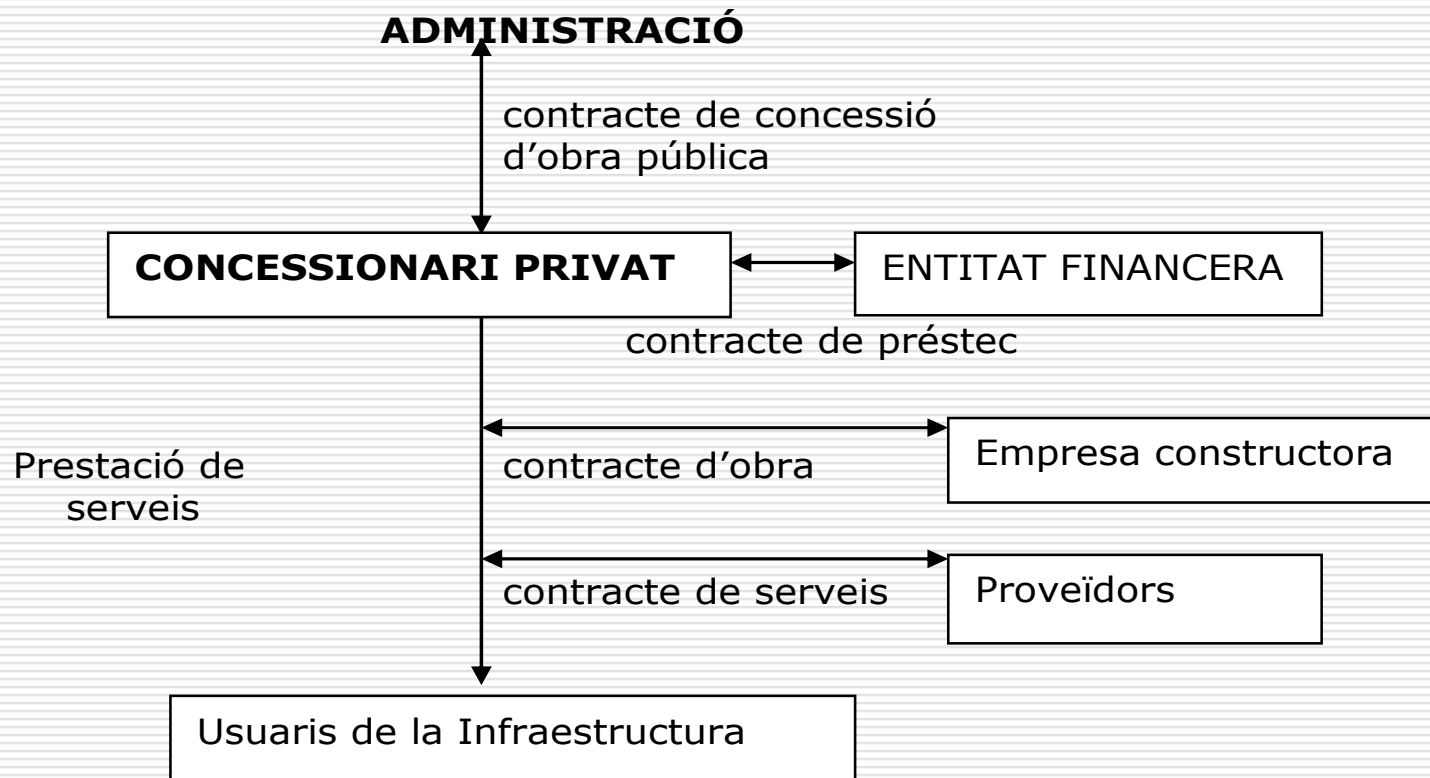 ADMINISTRACIÓ
contracte de concessió
d’obra pública
CONCESSIONARI PRIVAT
ENTITAT FINANCERA
contracte de préstec
Empresa constructora
Prestació de
serveis
contracte d’obra
contracte de serveis
Proveïdors
Usuaris de la Infraestructura